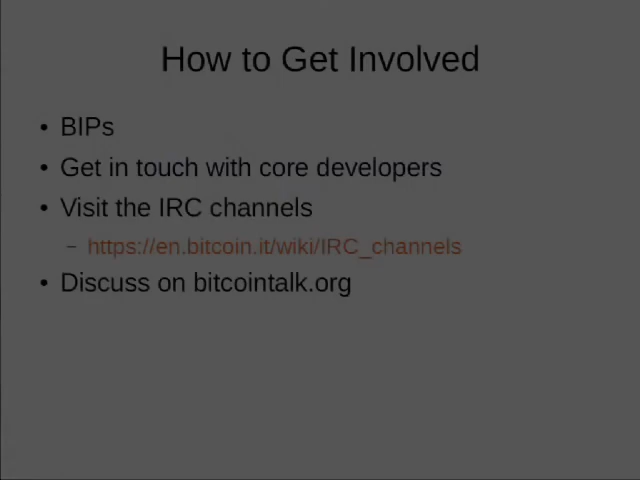 How to Get Involved
• BIPs
• Get in touch with core developers
• Visit the IRC channels
– https://en.bitcoin.it/wiki/IRC_channels
• Discuss on bitcointalk.org